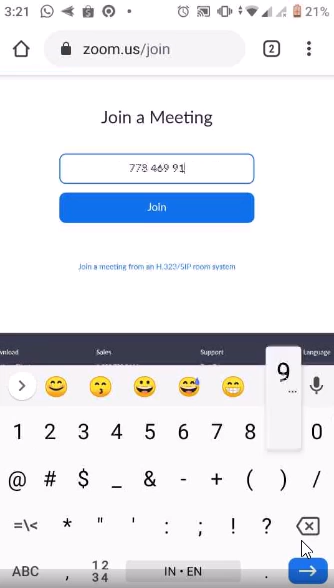 3:21 21%
zoom.us/join 2
Join a Meeting
778 469 91
Join
Join a meeting from an H.323/SIP room system
wnload Sales Support Language
9
...
1 2 3 4 5 6 7 8 0
@ # $ _ & - + ( ) /
=\< * " ' : ; ! ?
ABC , 12 34 IN • EN .